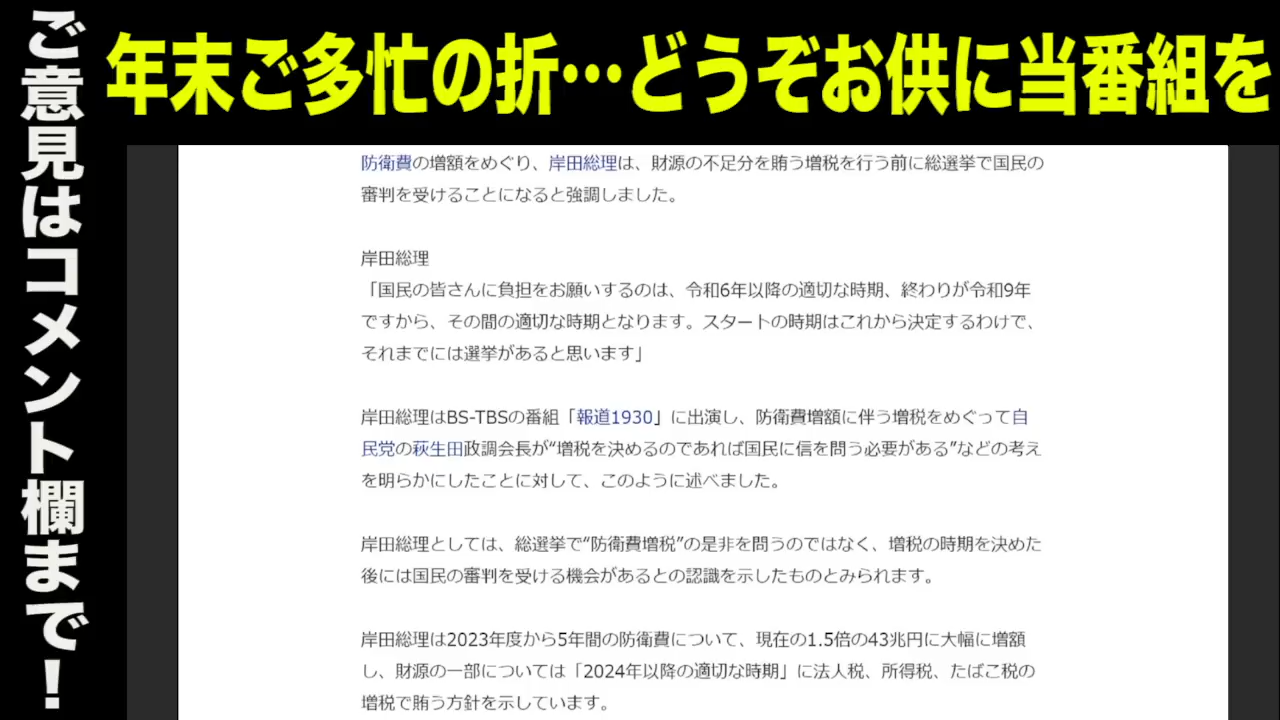 年末ご多忙の折…どうぞお供に当番組を
ご意見はコメント欄まで！
防衛費の増額をめぐり、岸田総理は、財源の不足分を賄う増税を行う前に総選挙で国民の
審判を受けることになると強調しました。
岸田総理
「国民の皆さんに負担をお願いするのは、令和6年以降の適切な時期、終わりが令和9年
ですから、その間の適切な時期となります。スタートの時期はこれから決定するわけで、
それまでには選挙があると思います」
岸田総理はBS-TBSの番組「報道1930」に出演し、防衛費増額に伴う増税をめぐって自
民党の萩生田政調会長が“増税を決めるのであれば国民に信を問う必要がある”などの考え
を明らかにしたことに対して、このように述べました。
岸田総理としては、総選挙で“防衛費増税”の是非を問うのではなく、増税の時期を決めた
後には国民の審判を受ける機会があるとの認識を示したものとみられます。
岸田総理は2023年度から5年間の防衛費について、現在の1.5倍の43兆円に大幅に増額
し、財源の一部については「2024年以降の適切な時期」に法人税、所得税、たばこ税の
増税で賄う方針を示しています。